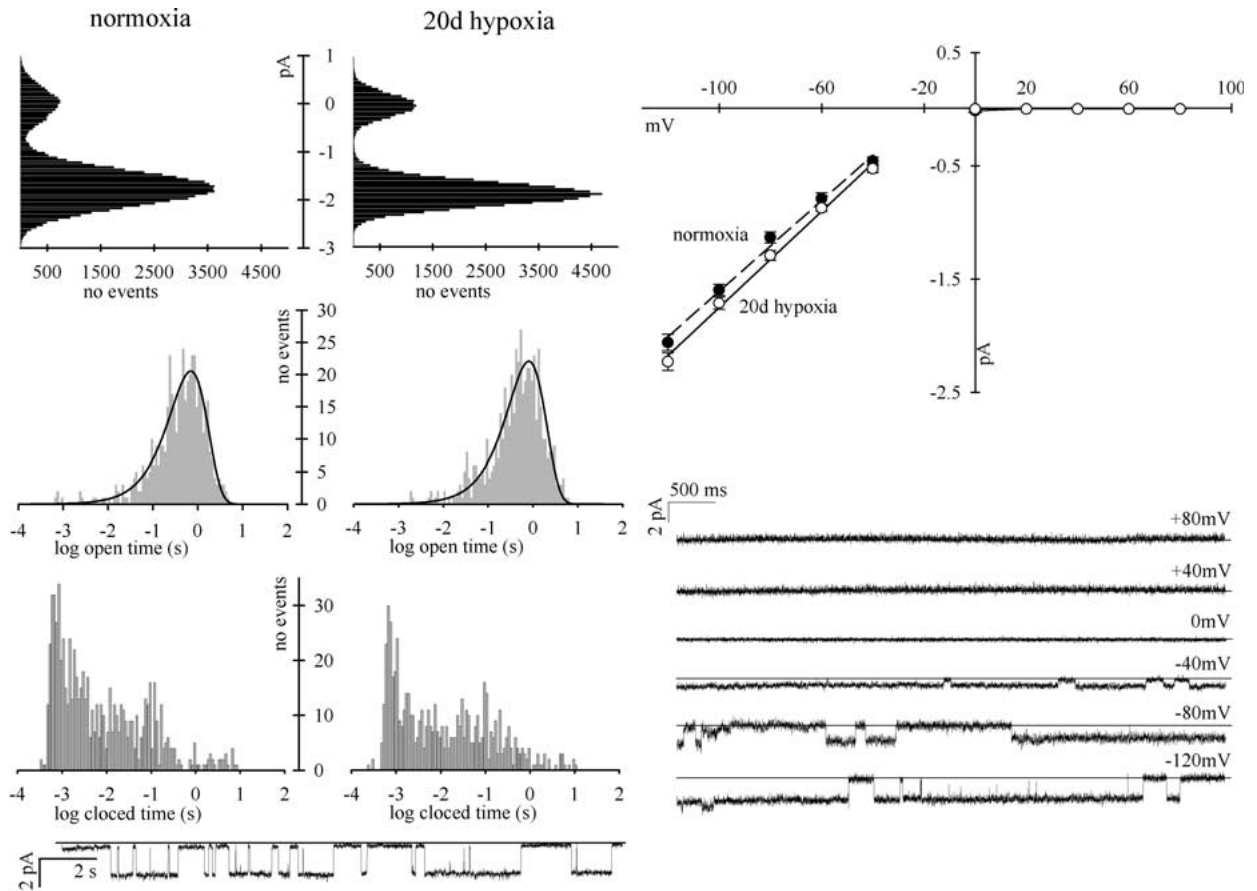 normoxia
20d hypoxia
1
pA
0
-1
-2
-3
500 1500 2500 3500 4500
500 1500 2500 3500 4500
no events
no events
0.5
-100 -60 -20 20 60 100
mV
-0.5
-1.5
pA
-2.5
normoxia
20d hypoxia
30
25
20
15
10
5
0
no events
-4 -3 -2 -1 0 1 2
-4 -3 -2 -1 0 1 2
log open time (s)
log open time (s)
30
20
10
0
no events
-4 -3 -2 -1 0 1 2
-4 -3 -2 -1 0 1 2
log cloced time (s)
log cloced time (s)
2 pA
2 s
2 pA
500 ms
+80mV
+40mV
0mV
-40mV
-80mV
-120mV